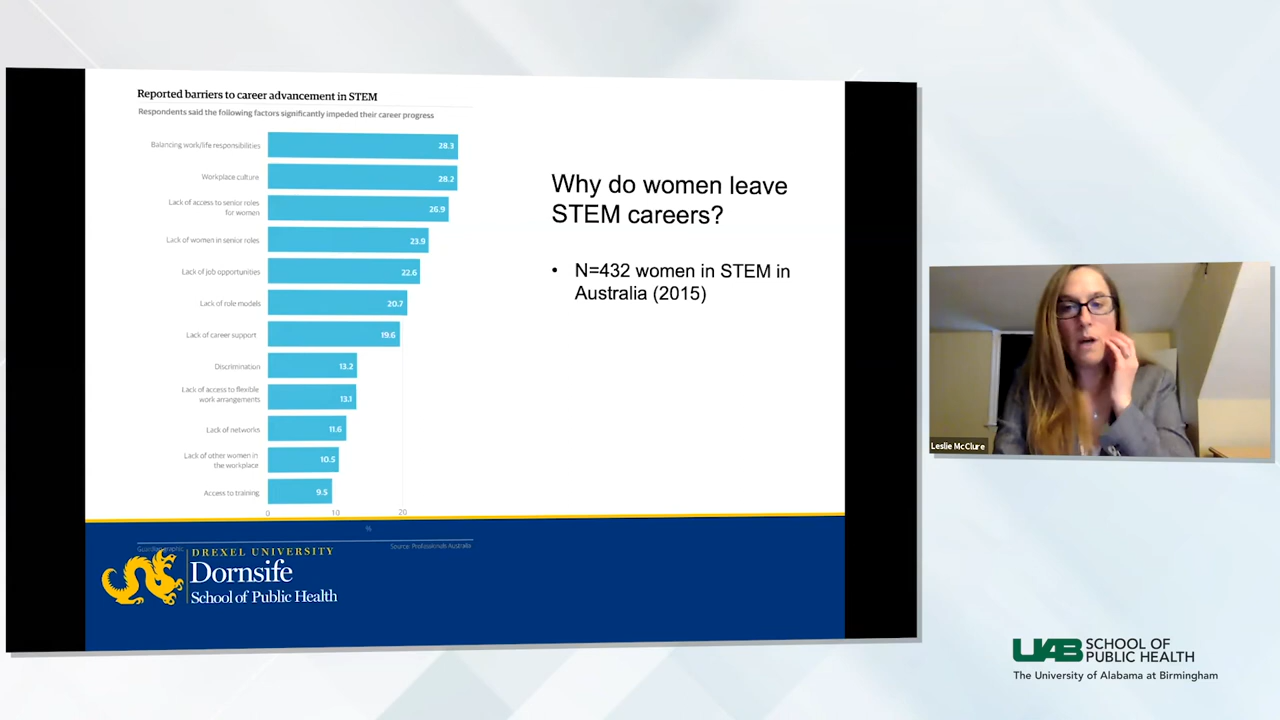 Reported barriers to career advancement in STEM
Respondents said the following factors significantly impeded their career progress
Balancing work/life responsibilities 28.3
Workplace culture 28.2
Lack of access to senior roles
for women 26.9
Lack of women in senior roles 23.9
Lack of job opportunities 22.6
Lack of role models 20.7
Lack of career support 19.6
Discrimination 13.2
Lack of access to flexible
work arrangements 13.1
Lack of networks 11.6
Lack of other women in
the workplace 10.5
Access to training 9.5
0 10 20
%
Source: Professionals Australia
Why do women leave
STEM careers?
• N=432 women in STEM in
Australia (2015)
DREXEL UNIVERSITY
Dornsife
School of Public Health
Leslie McClure
UAB SCHOOL OF
PUBLIC HEALTH
The University of Alabama at Birmingham